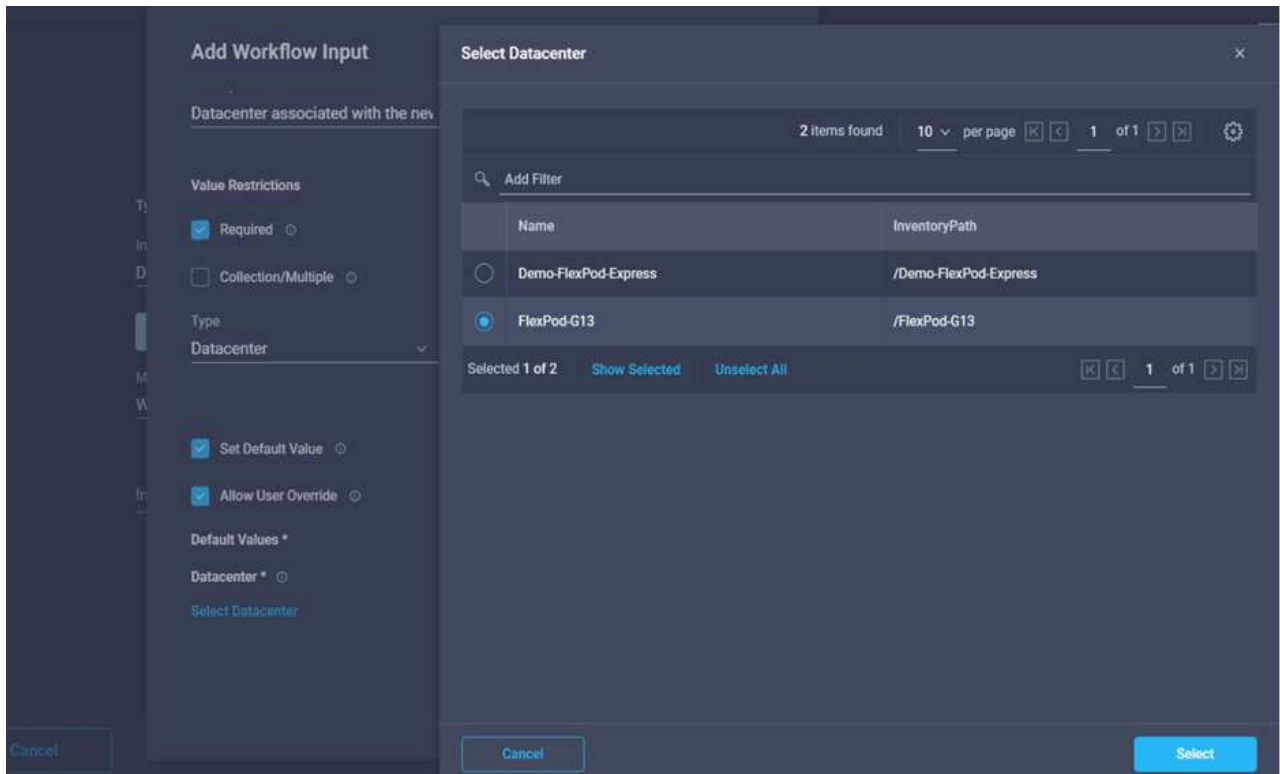 Add Workflow Input
Datacenter associated with the nev
Value Restrictions
Required
Collection/Multiple
Type
Datacenter
Set Default Value
Allow User Override
Default Values *
Datacenter * 
Select Datacenter
Cancel
Select Datacenter
2 items found 10 per page 1 of 1
Add Filter
Name InventoryPath
Demo-FlexPod-Express /Demo-FlexPod-Express
FlexPod-G13 /FlexPod-G13
Selected 1 of 2 Show Selected Unselect All 1 of 1
Cancel Select